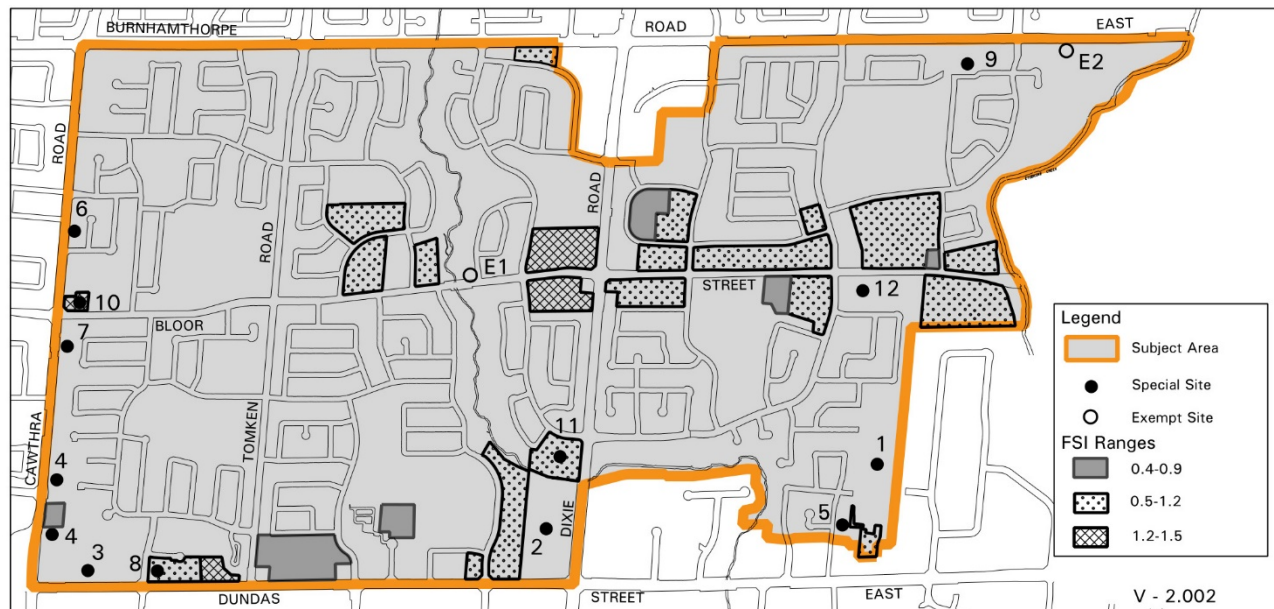 BURNHAMTHORPE ROAD EAST
9
E2
ROAD
ROAD
6
ROAD
E1
STREET
12
10
BLOOR
7
CAWTHRA
TOMKEN
11
1
4
DIXIE
5
2
4
3
8
DUNDAS STREET EAST
Legend
Subject Area
Special Site
Exempt Site
FSI Ranges
0.4-0.9
0.5-1.2
1.2-1.5
V - 2.002